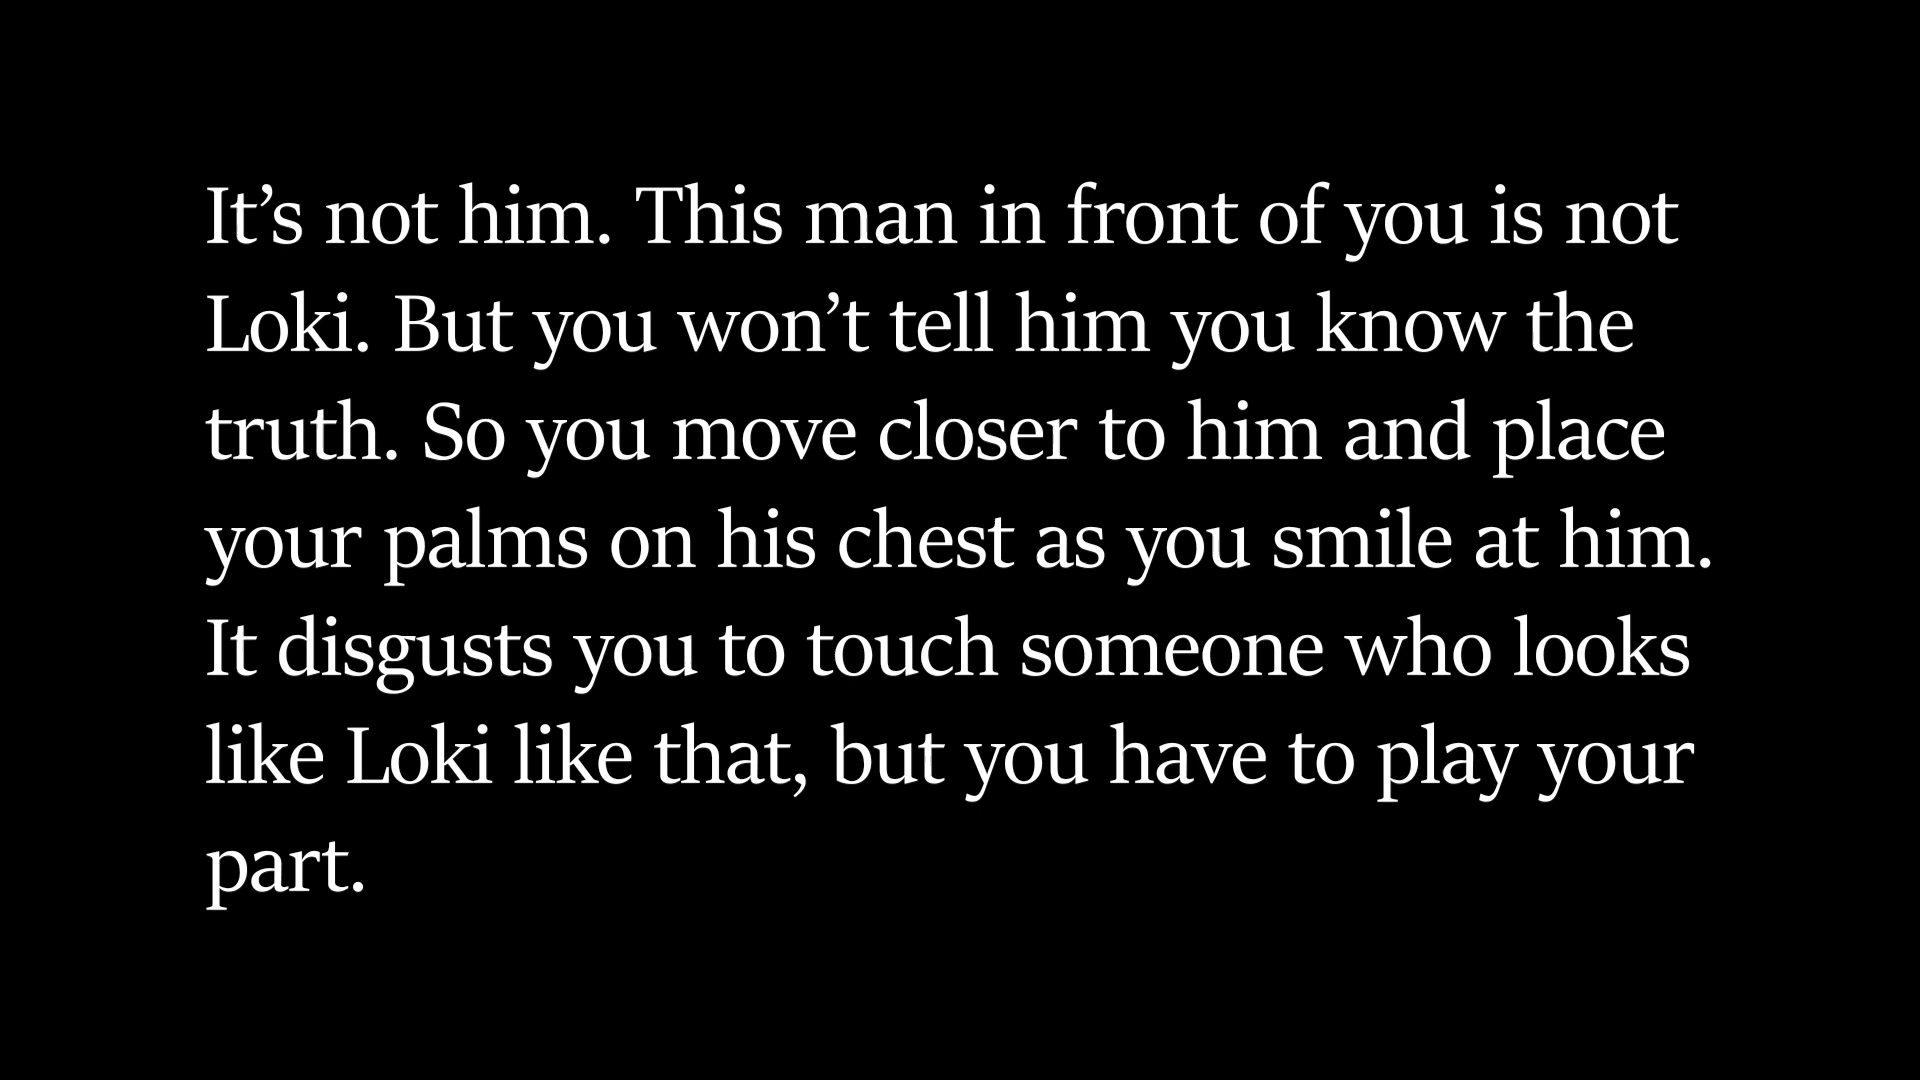 It’s not him. This man in front of you is not
Loki. But you won’t tell him you know the
truth. So you move closer to him and place
your palms on his chest as you smile at him.
It disgusts you to touch someone who looks
like Loki like that, but you have to play your
part.